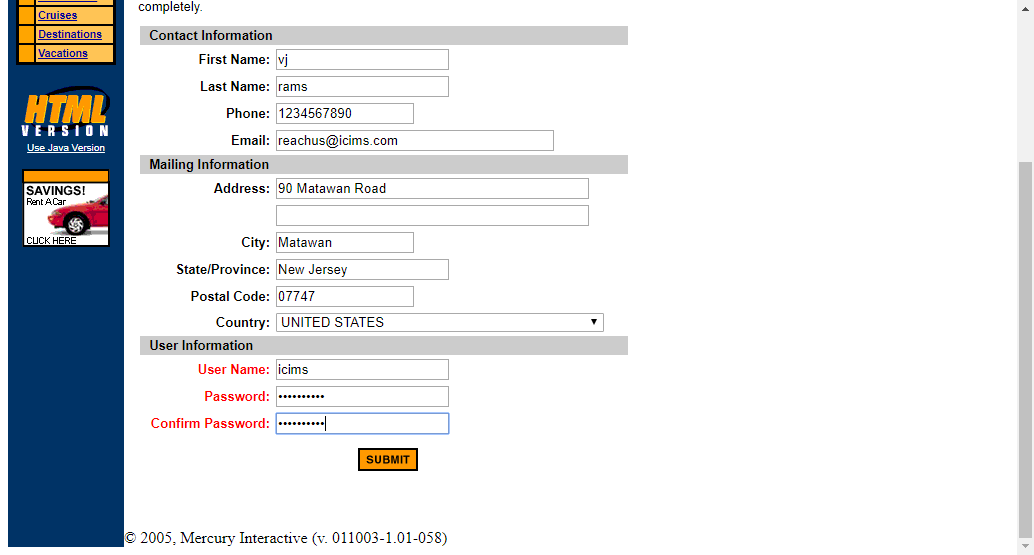 completely.
Cruises
Destinations
Vacations
HTML
VERSION
Use Java Version
SAVINGS!
Rent A Car
CLICK HERE
Contact Information
First Name: vj
Last Name: rams
Phone: 1234567890
Email: reachus@icims.com
Mailing Information
Address: 90 Matawan Road
City: Matawan
State/Province: New Jersey
Postal Code: 07747
Country: UNITED STATES
User Information
User Name: icims
Password: ••••••••••
Confirm Password: ••••••••••
SUBMIT
© 2005, Mercury Interactive (v. 011003-1.01-058)